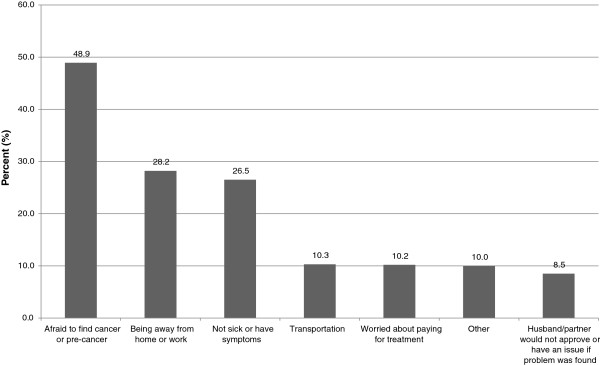 60.0
50.0
40.0
30.0
20.0
10.0
0.0
Percent (%)
48.9
28.2
26.5
10.3
10.2
10.0
8.5
Afraid to find cancer
or pre-cancer
Being away from
home or work
Not sick or have
symptoms
Transportation
Worried about paying
for treatment
Other
Husband/partner
would not approve or
have an issue if
problem was found